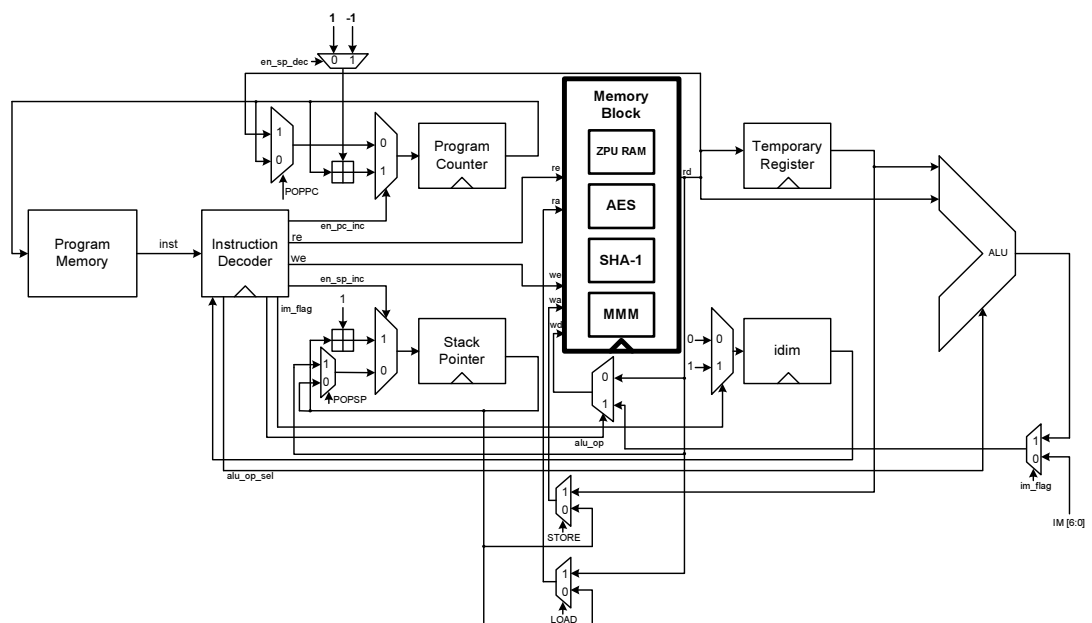 1 -1
en_sp_dec
0 1
Memory
Block
ZPU RAM
AES
SHA-1
MMM
re
ra
we
wa
wd
rd
1
0
POPPC
0
1
Program
Counter
Temporary
Register
ALU
en_pc_inc
Program
Memory
inst
Instruction
Decoder
re
we
en_sp_inc
im_flag
1
1
0
1
0
POPSP
Stack
Pointer
0
1
alu_op
0 0
1 1
idim
alu_op_sel
1
0
im_flag
IM [6:0]
1
0
STORE
1
0
LOAD